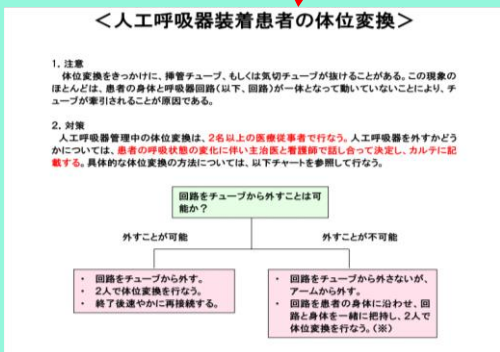 ＜人工呼吸器装着患者の体位変換＞
1．注意
体位変換をきっかけに、挿管チューブ、もしくは気切チューブが抜けることがある。この現象の
ほとんどは、患者の身体と呼吸器回路（以下、回路）が一体となって動いていないことにより、チ
ューブが牽引されることが原因である。
2．対策
人工呼吸器管理中の体位変換は、2名以上の医療従事者で行なう。人工呼吸器を外すかどう
かについては、患者の呼吸状態の変化に伴い主治医と看護師で話し合って決定し、カルテに記
載する。具体的な体位変換の方法については、以下チャートを参照して行なう。
回路をチューブから外すことは可
能か？
外すことが可能
外すことが不可能
・ 回路をチューブから外す。
・ 2人で体位変換を行なう。
・ 終了後速やかに再接続する。
・ 回路をチューブから外さないが、
アームから外す。
・ 回路を患者の身体に沿わせ、回
路と身体を一緒に把持し、2人で
体位変換を行なう。（※）